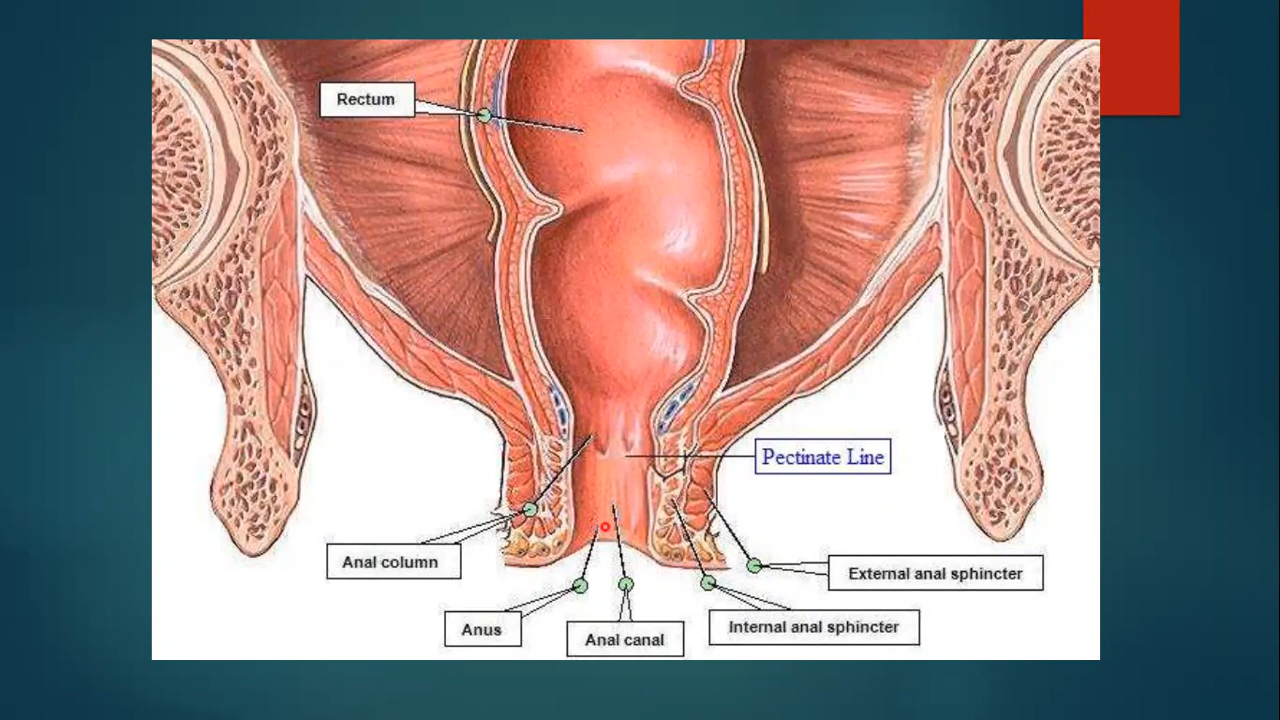 Rectum
Pectinate Line
Anal column
External anal sphincter
Anus
Anal canal
Internal anal sphincter